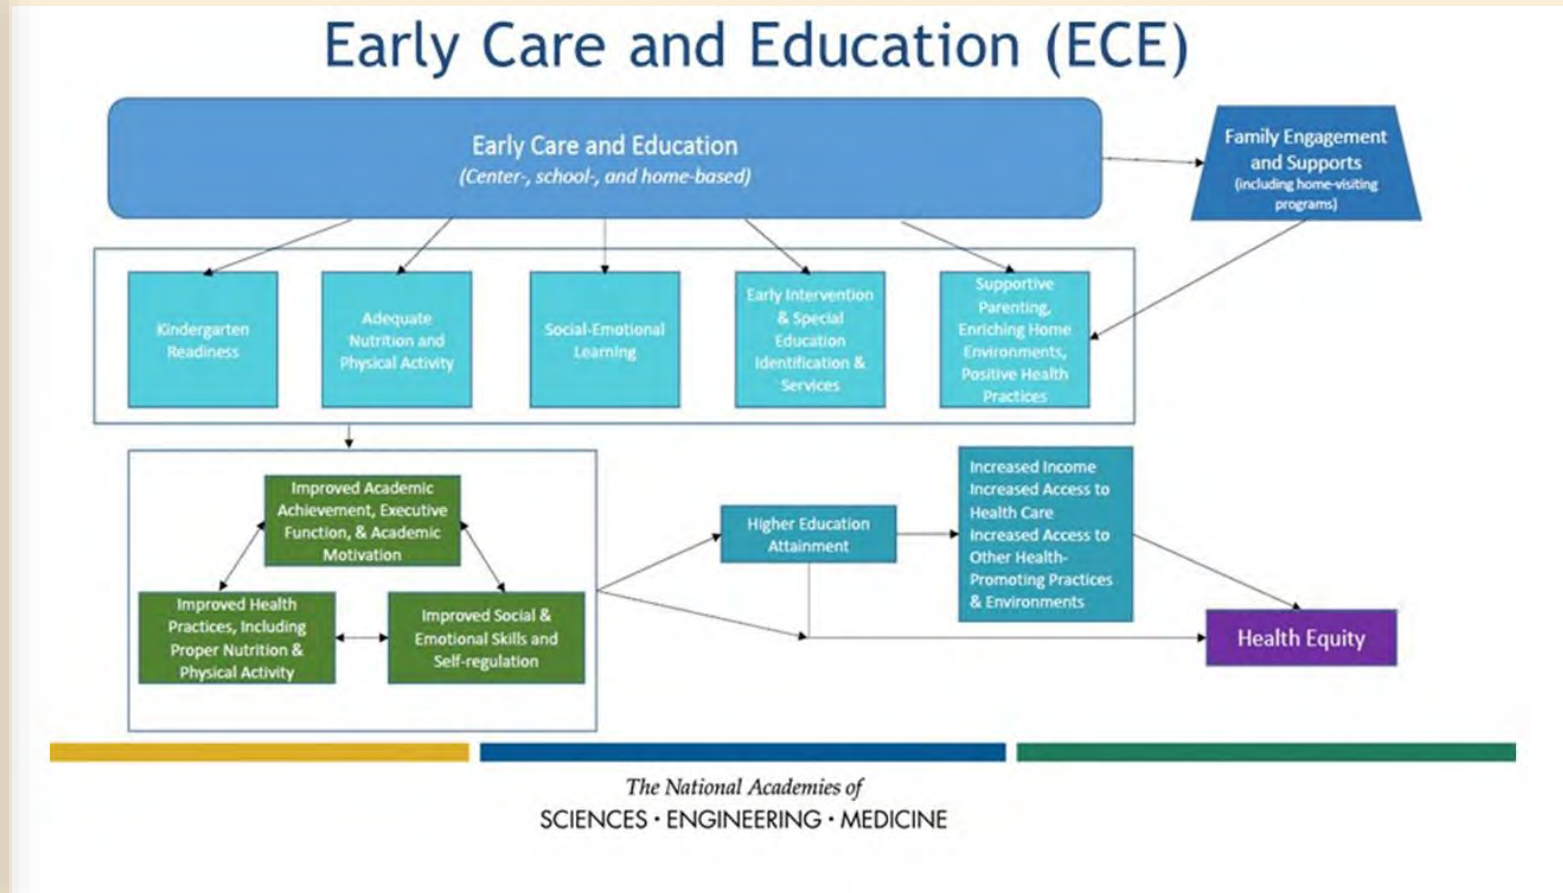 Early Care and Education (ECE)
Early Care and Education
(Center-, school-, and home-based)
Family Engagement
and Supports
(including home-visiting
programs)
Kindergarten
Readiness
Adequate
Nutrition and
Physical Activity
Social-Emotional
Learning
Early Intervention
& Special
Education
Identification &
Services
Supportive
Parenting,
Enriching Home
Environments,
Positive Health
Practices
Improved Academic
Achievement, Executive
Function, & Academic
Motivation
Improved Health
Practices, Including
Proper Nutrition &
Physical Activity
Improved Social &
Emotional Skills and
Self-regulation
Higher Education
Attainment
Increased Income
Increased Access to
Health Care
Increased Access to
Other Health-
Promoting Practices
& Environments
Health Equity
The National Academies of
SCIENCES · ENGINEERING · MEDICINE